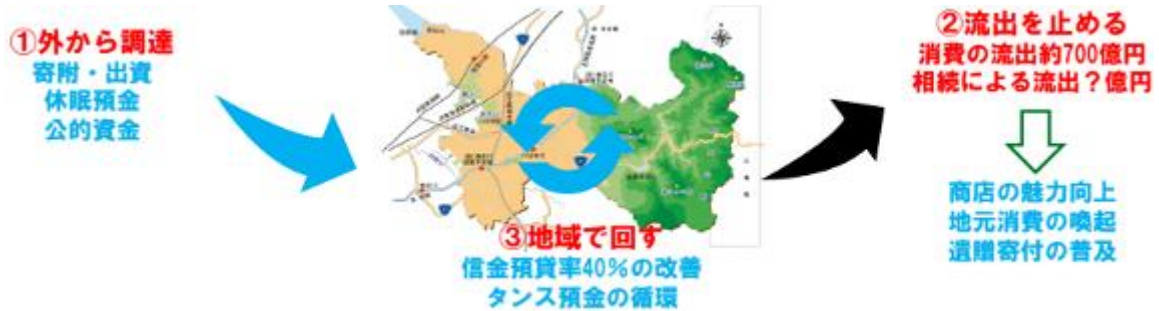 ①外から調達
寄附・出資
休眠預金
公的資金
②流出を止める
消費の流出約700億円
相続による流出？億円
商店の魅力向上
地元消費の喚起
遺贈寄付の普及
③地域で回す
信金預貸率40%の改善
タンス預金の循環